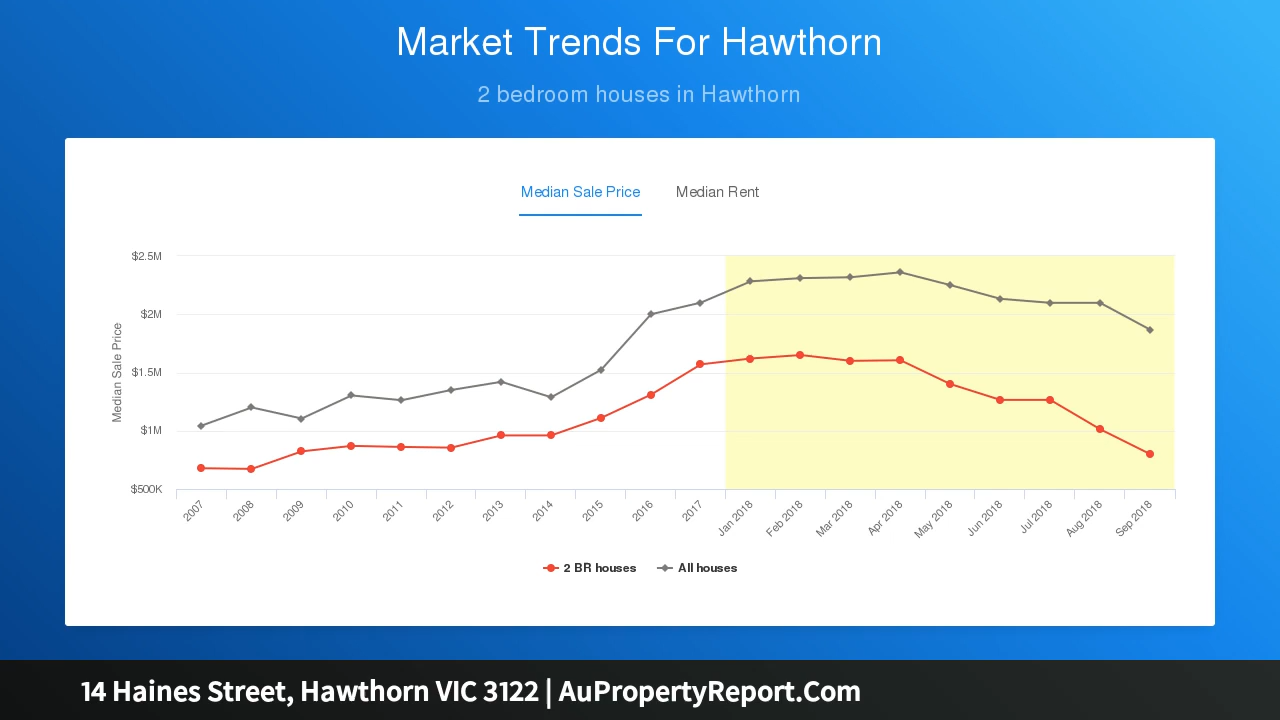 Market Trends For Hawthorn
2 bedroom houses in Hawthorn
Median Sale Price
Median Rent
Median Sale Price
$2.5M
$2M
$1.5M
$1M
$500K
2007
2008
2009
2010
2011
2012
2013
2014
2015
2016
2017
Jan 2018
Feb 2018
Mar 2018
Apr 2018
May 2018
Jun 2018
Jul 2018
Aug 2018
Sep 2018
2 BR houses
All houses
14 Haines Street, Hawthorn VIC 3122 | AuPropertyReport.Com